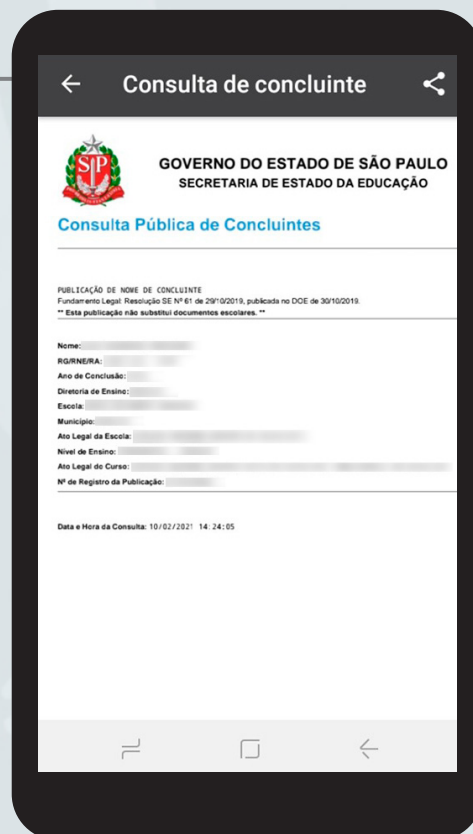 Consulta de concluinte
SP
GOVERNO DO ESTADO DE SÃO PAULO
SECRETARIA DE ESTADO DA EDUCAÇÃO
Consulta Pública de Concluintes
PUBLICAÇÃO DE NOME DE CONCLUINTE
Fundamento Legal: Resolução SE Nº 61 de 29/10/2019, publicada no DOE de 30/10/2019.
** Esta publicação não substitui documentos escolares. **
Nome:
RG/RNE/RA:
Ano de Conclusão:
Diretoria de Ensino:
Escola:
Município:
Ato Legal da Escola:
Nível de Ensino:
Ato Legal do Curso:
Nº de Registro da Publicação:
Data e Hora da Consulta: 10/02/2021 14:24:05